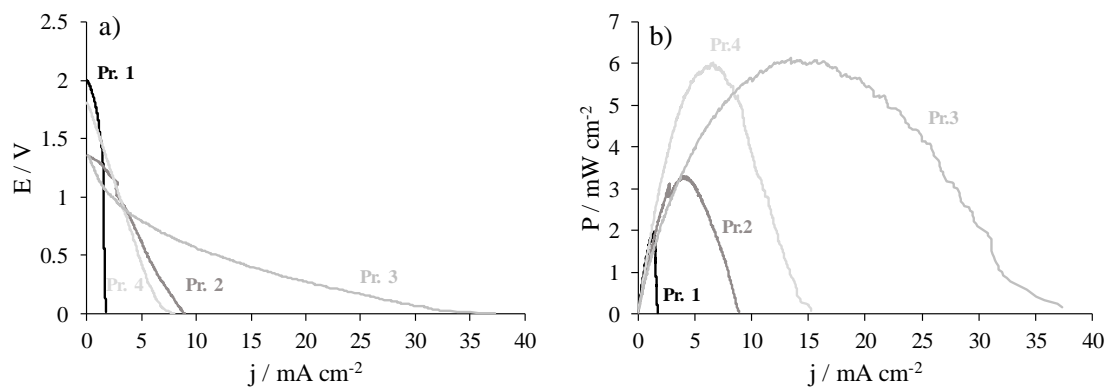 a)
Pr. 1
Pr. 4
Pr. 2
Pr. 3
E / V
2.5
2
1.5
1
0.5
0
0 5 10 15 20 25 30 35 40
j / mA cm-2
b)
Pr.4
Pr.3
Pr.2
Pr. 1
P / mW cm-2
7
6
5
4
3
2
1
0
0 5 10 15 20 25 30 35 40
j / mA cm-2